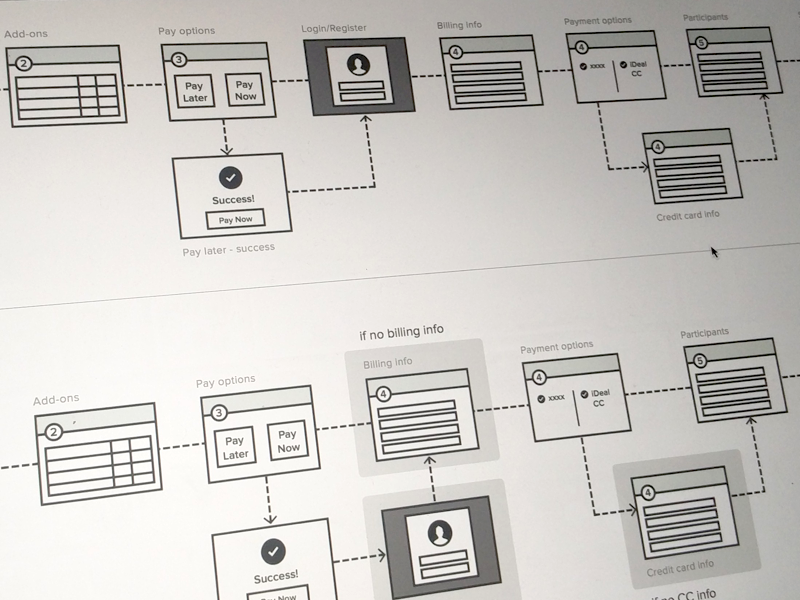 Add-ons
Pay options
Login/Register
Billing info
Payment options
Participants
2
3
4
4
5
Pay
Later
Pay
Now
xxxx
iDeal
CC
Success!
Pay Now
Pay later - success
4
Credit card info
if no billing info
Add-ons
Pay options
Billing info
Payment options
Participants
2
3
4
4
5
Pay
Later
Pay
Now
xxxx
iDeal
CC
Success!
Pay Now
4
Credit card info
if no CC info